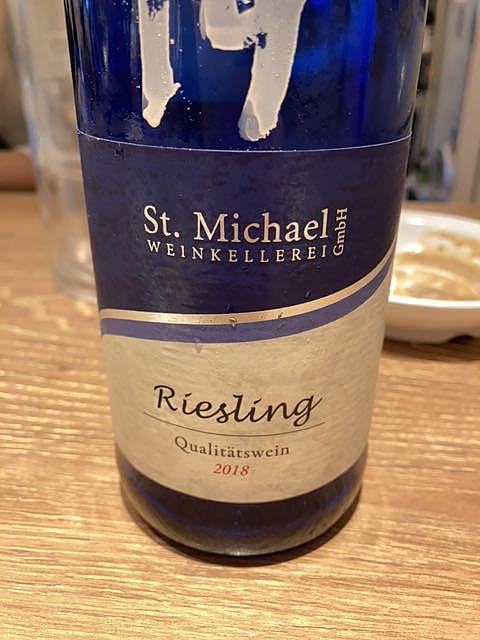 St. Michael GmbH
WEINKELLEREI
Riesling
Qualitätswein
2018